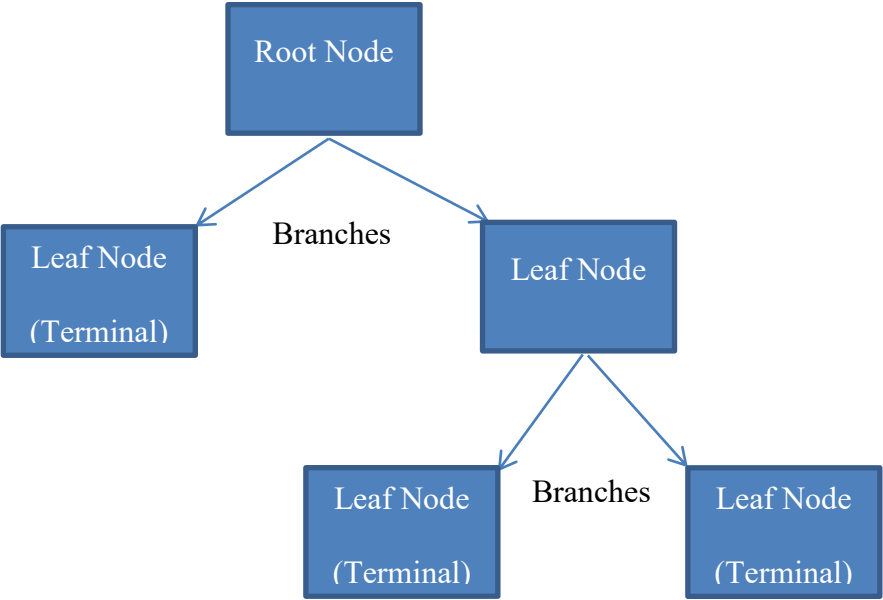 Root Node
Branches
Leaf Node
(Terminal)
Leaf Node
Branches
Leaf Node
(Terminal)
Leaf Node
(Terminal)